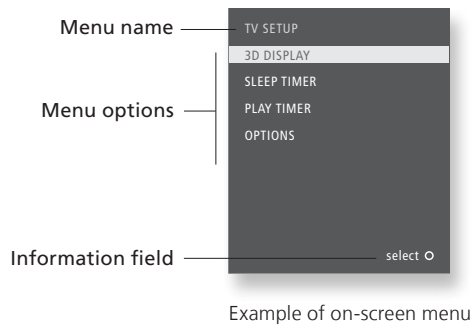 Menu name
TV SETUP
3D DISPLAY
SLEEP TIMER
Menu options
PLAY TIMER
OPTIONS
Information field
select
Example of on-screen menu